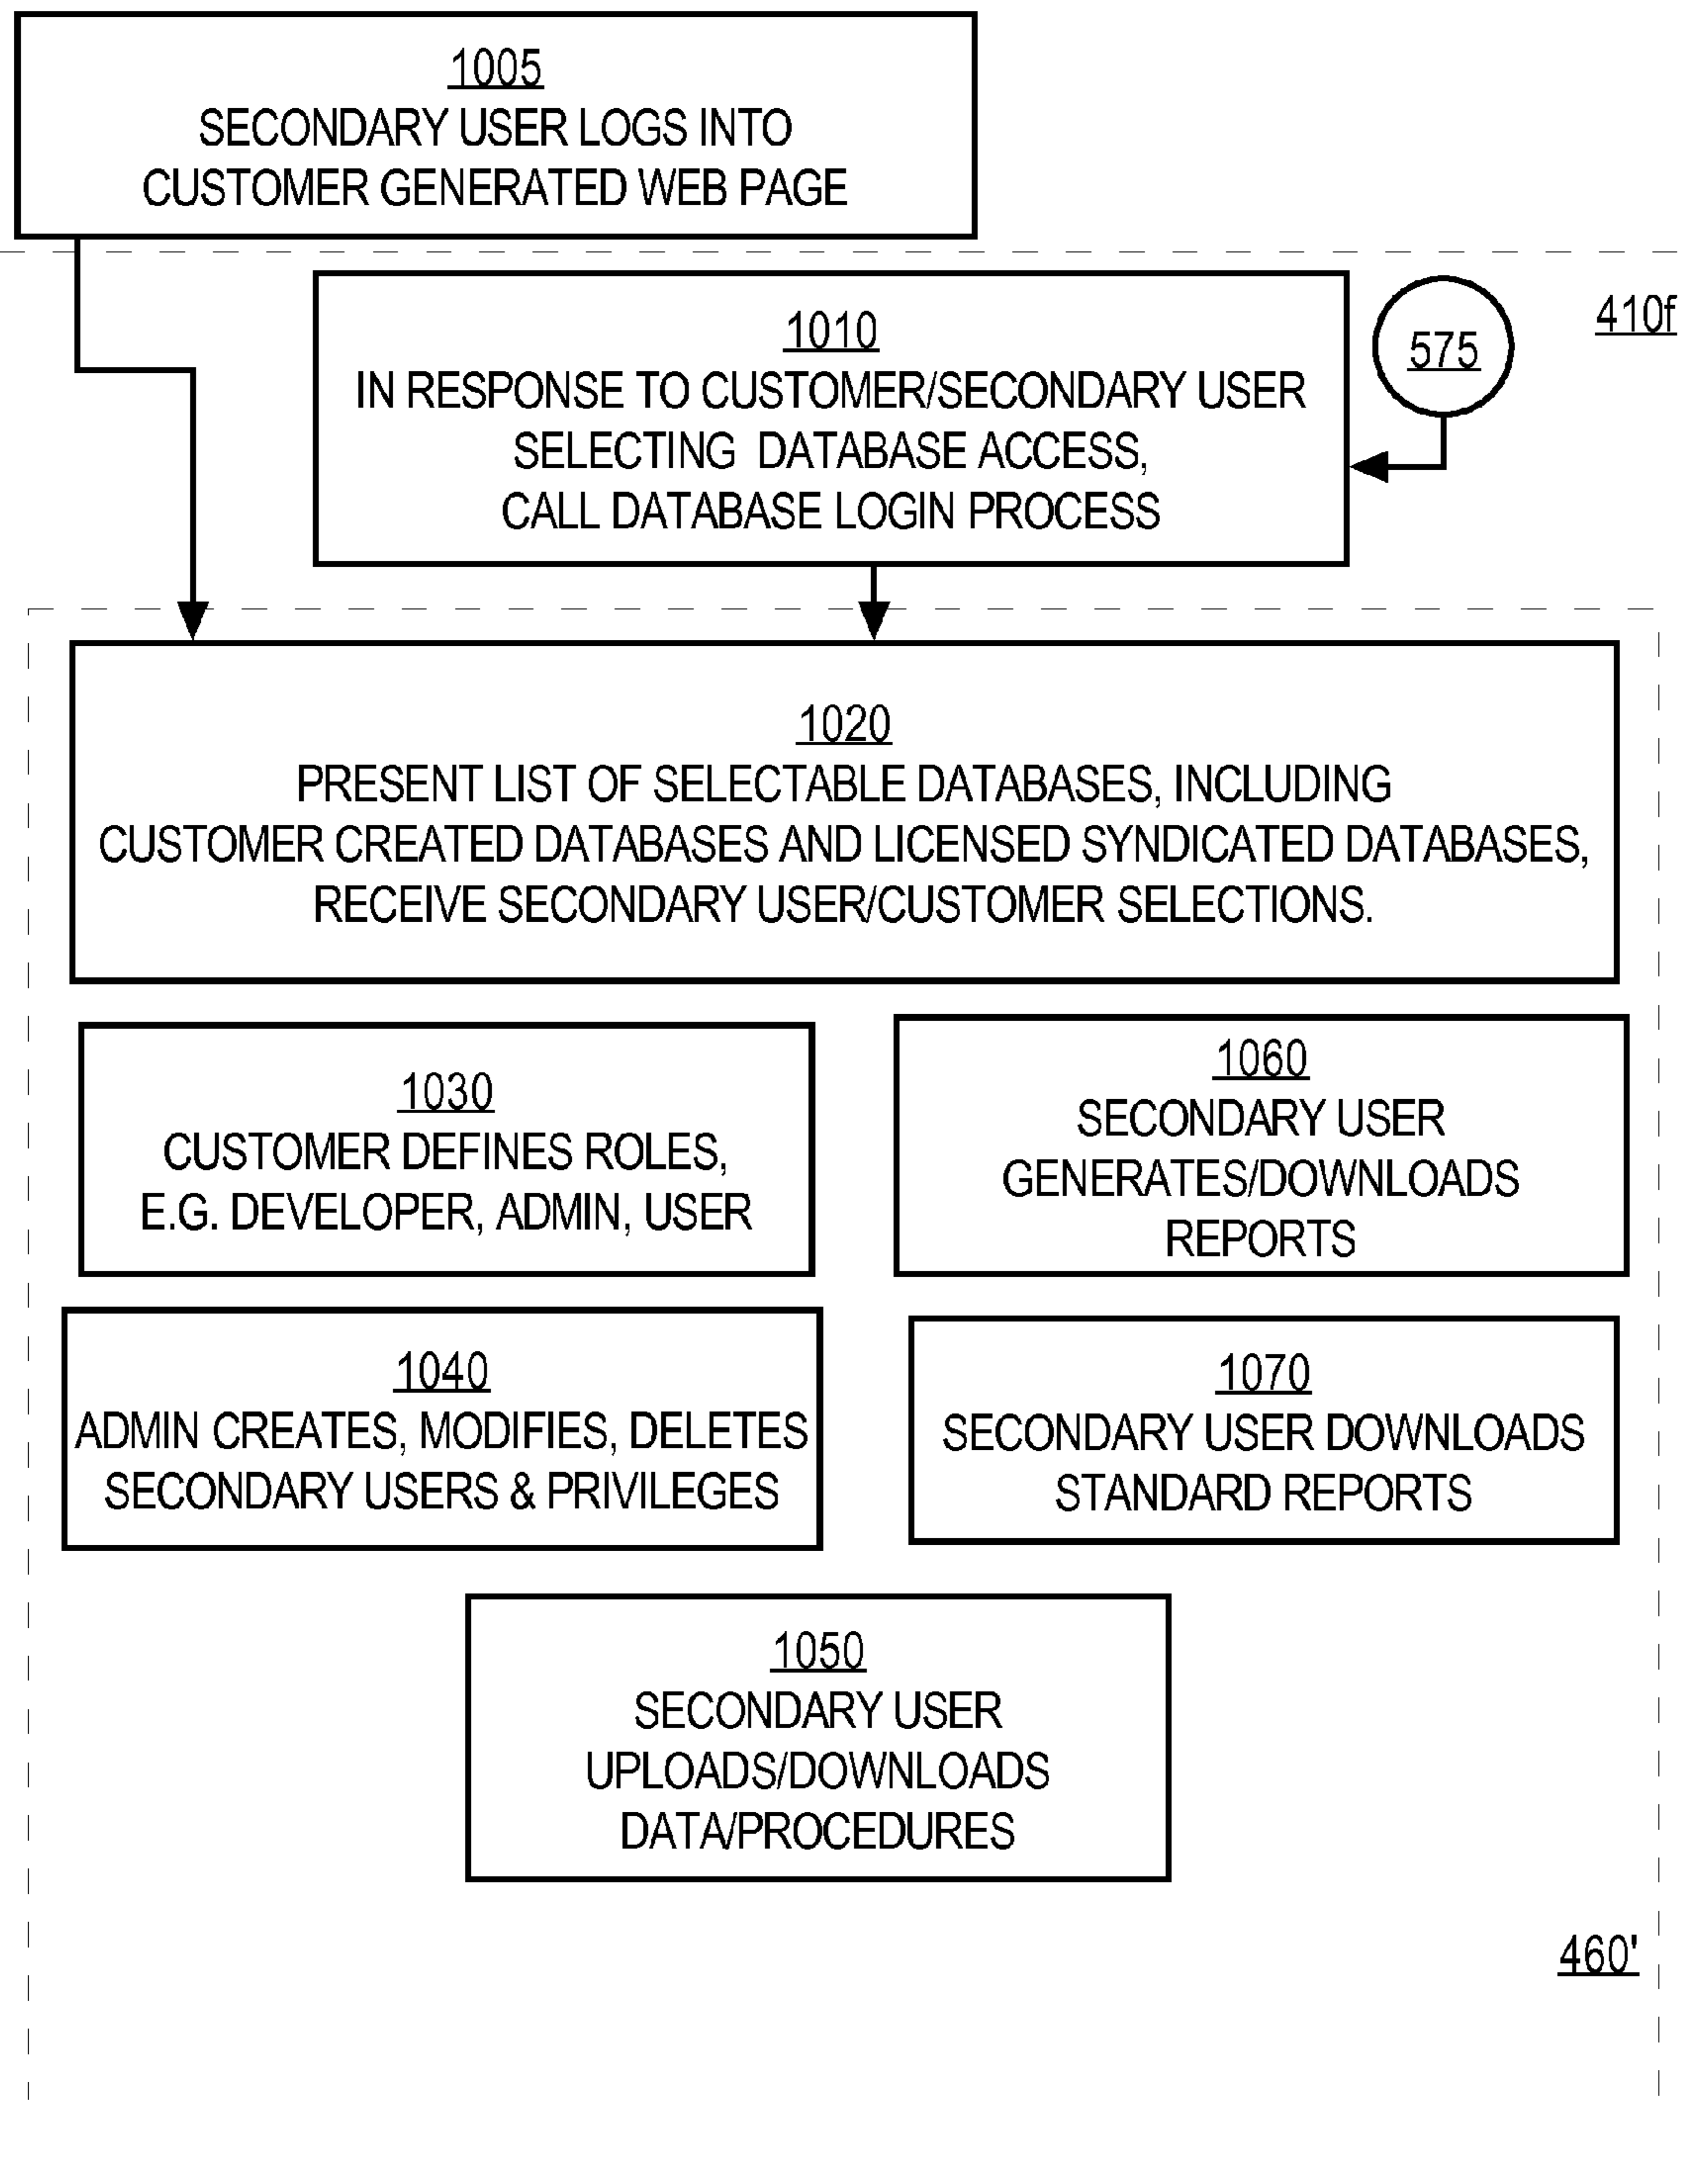 1005
SECONDARY USER LOGS INTO
CUSTOMER GENERATED WEB PAGE
410f
575
1010
IN RESPONSE TO CUSTOMER/SECONDARY USER
SELECTING DATABASE ACCESS,
CALL DATABASE LOGIN PROCESS
1020
PRESENT LIST OF SELECTABLE DATABASES, INCLUDING
CUSTOMER CREATED DATABASES AND LICENSED SYNDICATED DATABASES,
RECEIVE SECONDARY USER/CUSTOMER SELECTIONS.
1030
CUSTOMER DEFINES ROLES,
E.G. DEVELOPER, ADMIN, USER
1060
SECONDARY USER
GENERATES/DOWNLOADS
REPORTS
1040
ADMIN CREATES, MODIFIES, DELETES
SECONDARY USERS & PRIVILEGES
1070
SECONDARY USER DOWNLOADS
STANDARD REPORTS
1050
SECONDARY USER
UPLOADS/DOWNLOADS
DATA/PROCEDURES
460'